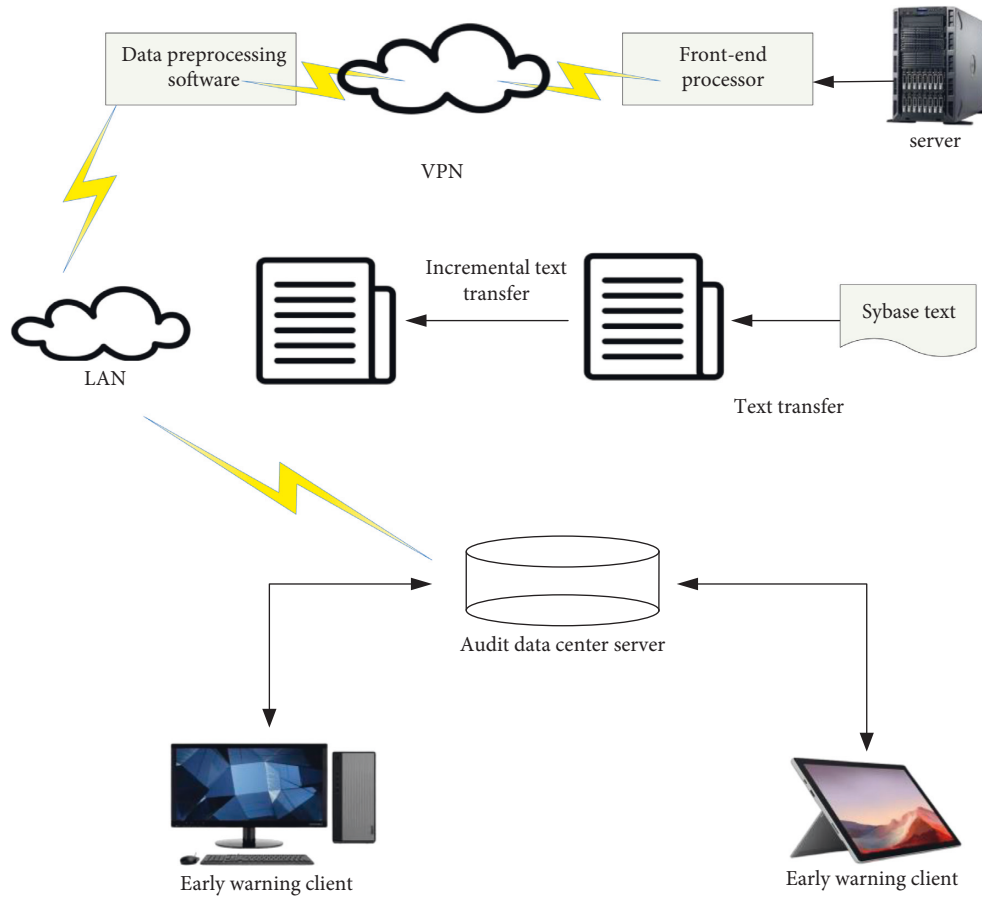 Data preprocessing
software
Front-end
processor
server
VPN
Incremental text
transfer
Sybase text
LAN
Text transfer
Audit data center server
Early warning client
Early warning client